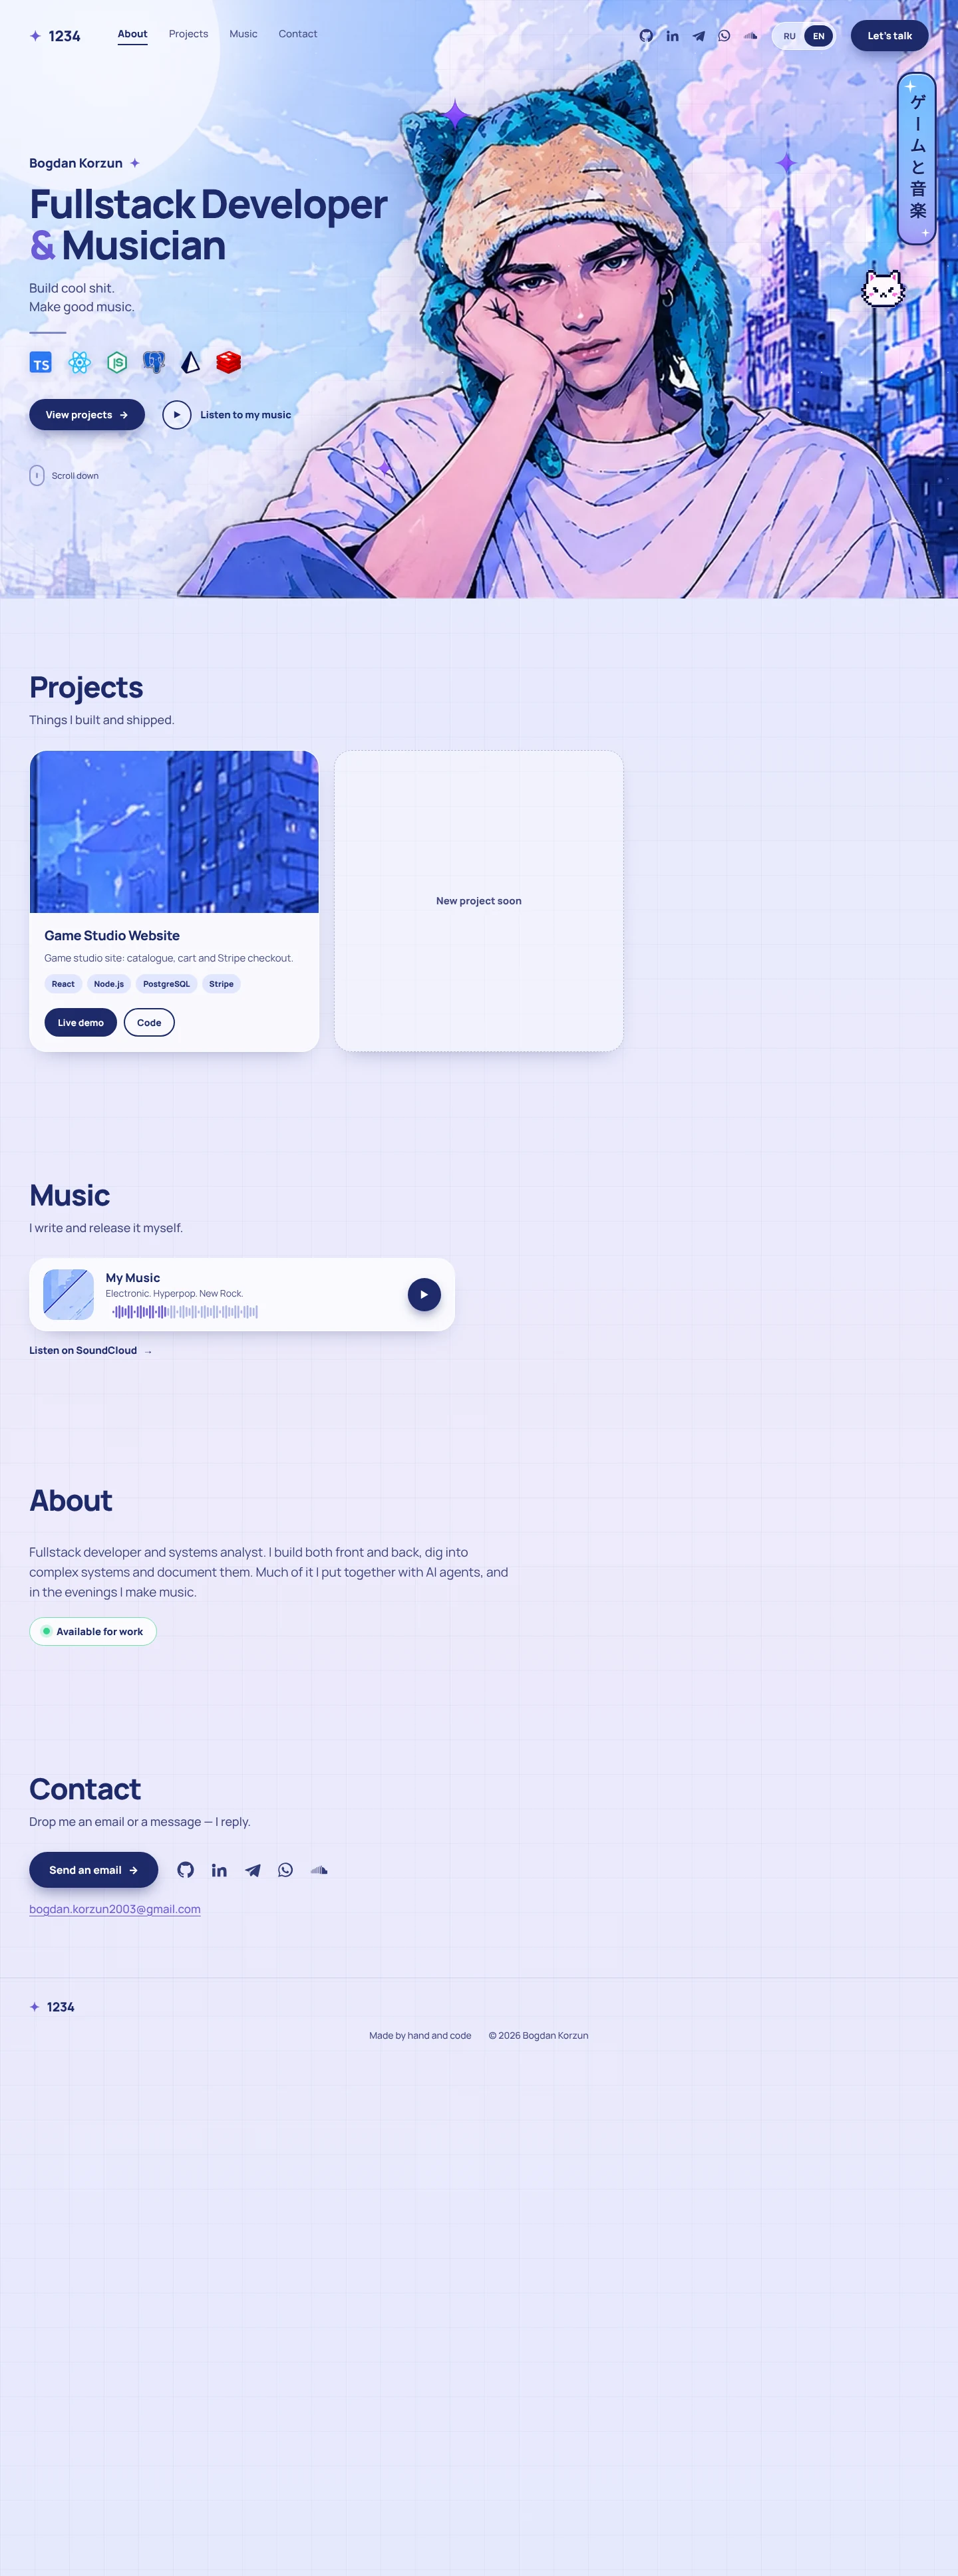 1234
About
Projects
Music
Contact
RU
EN
Let's talk
ゲームと音楽
Bogdan Korzun
Fullstack Developer
& Musician
Build cool shit.
Make good music.
TS
JS
View projects →
Listen to my music
Scroll down
Projects
Things I built and shipped.
New project soon
Game Studio Website
Game studio site: catalogue, cart and Stripe checkout.
React
Node.js
PostgreSQL
Stripe
Live demo
Code
Music
I write and release it myself.
My Music
Electronic. Hyperpop. New Rock.
Listen on SoundCloud →
About
Fullstack developer and systems analyst. I build both front and back, dig into
complex systems and document them. Much of it I put together with AI agents, and
in the evenings I make music.
Available for work
Contact
Drop me an email or a message — I reply.
Send an email →
in
bogdan.korzun2003@gmail.com
1234
Made by hand and code
© 2026 Bogdan Korzun